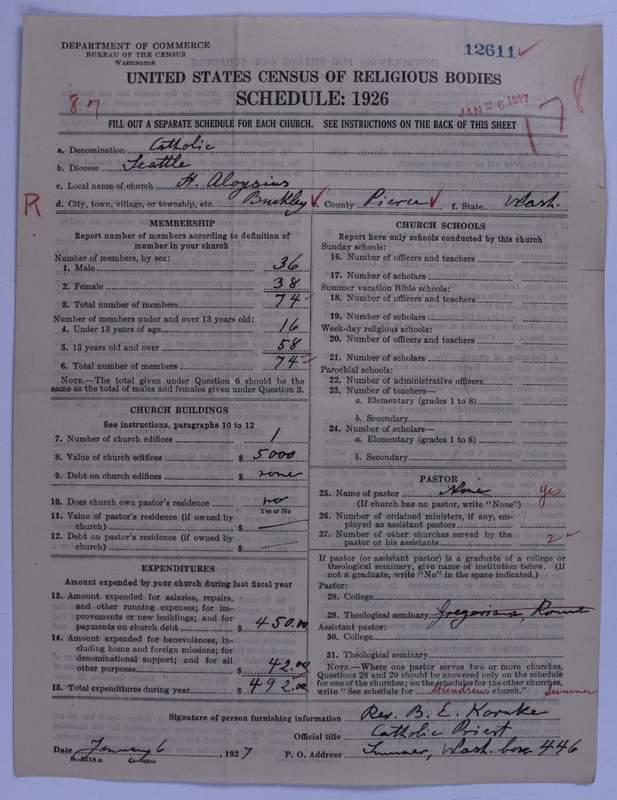 DEPARTMENT OF COMMERCE
BUREAU OF THE CENSUS
WASHINGTON
12611
UNITED STATES CENSUS OF RELIGIOUS BODIES
SCHEDULE: 1926
87
JAN 26 1927
178
FILL OUT A SEPARATE SCHEDULE FOR EACH CHURCH. SEE INSTRUCTIONS ON THE BACK OF THIS SHEET
a. Denomination Catholic
b. Diocese Seattle
c. Local name of church St. Aloysius
R
d. City, town, village, or township, etc. Buckley County Pierce f. State Wash.
MEMBERSHIP
Report number of members according to definition of
member in your church
Number of members, by sex:
1. Male 36
2. Female 38
3. Total number of members 74
Number of members under and over 13 years old:
4. Under 13 years of age 16
5. 13 years old and over 58
6. Total number of members 74
NOTE.—The total given under Question 6 should be the
same as the total of males and females given under Question 3.
CHURCH BUILDINGS
See instructions, paragraphs 10 to 12
7. Number of church edifices 1
8. Value of church edifices $ 5000
9. Debt on church edifices $ none
10. Does church own pastor's residence no
Yes or No
11. Value of pastor's residence (if owned by
church) $
12. Debt on pastor's residence (if owned by
church) $
EXPENDITURES
Amount expended by your church during last fiscal year
13. Amount expended for salaries, repairs,
and other running expenses; for im-
provements or new buildings; and for
payments on church debt $ 450.00
14. Amount expended for benevolences, in-
cluding home and foreign missions; for
denominational support; and for all
other purposes $ 42.00
15. Total expenditures during year $ 492.00
CHURCH SCHOOLS
Report here only schools conducted by this church
Sunday schools:
16. Number of officers and teachers
17. Number of scholars
Summer vacation Bible schools:
18. Number of officers and teachers
19. Number of scholars
Week-day religious schools:
20. Number of officers and teachers
21. Number of scholars
Parochial schools:
22. Number of administrative officers
23. Number of teachers—
a. Elementary (grades 1 to 8)
b. Secondary
24. Number of scholars—
a. Elementary (grades 1 to 8)
b. Secondary
PASTOR
25. Name of pastor None yes
(If church has no pastor, write "None")
26. Number of ordained ministers, if any, em-
ployed as assistant pastors
27. Number of other churches served by the
pastor or his assistants 2
If pastor (or assistant pastor) is a graduate of a college or
theological seminary, give name of institution below. (If
not a graduate, write "No" in the space indicated.)
Pastor:
28. College
29. Theological seminary Gregoriana, Rome
Assistant pastor:
30. College
31. Theological seminary
NOTE.—Where one pastor serves two or more churches,
Questions 28 and 29 should be answered only on the schedule
for one of the churches; on the schedules for the other churches,
write "See schedule for St Andrews church." Sumner
Signature of person furnishing information Rev. B. E. Kornke
Official title Catholic Priest
Date January 6, 1927 P. O. Address Sumner, Wash. box 446